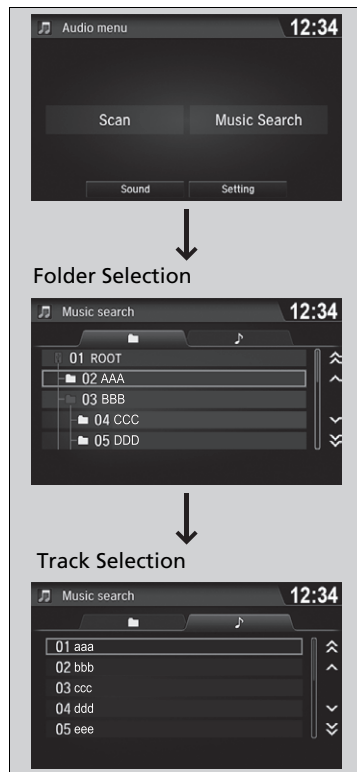 Audio menu 12:34
Scan Music Search
Sound Setting
Folder Selection
Music search 12:34
01 ROOT
02 AAA
03 BBB
04 CCC
05 DDD
Track Selection
Music search 12:34
01 aaa
02 bbb
03 ccc
04 ddd
05 eee